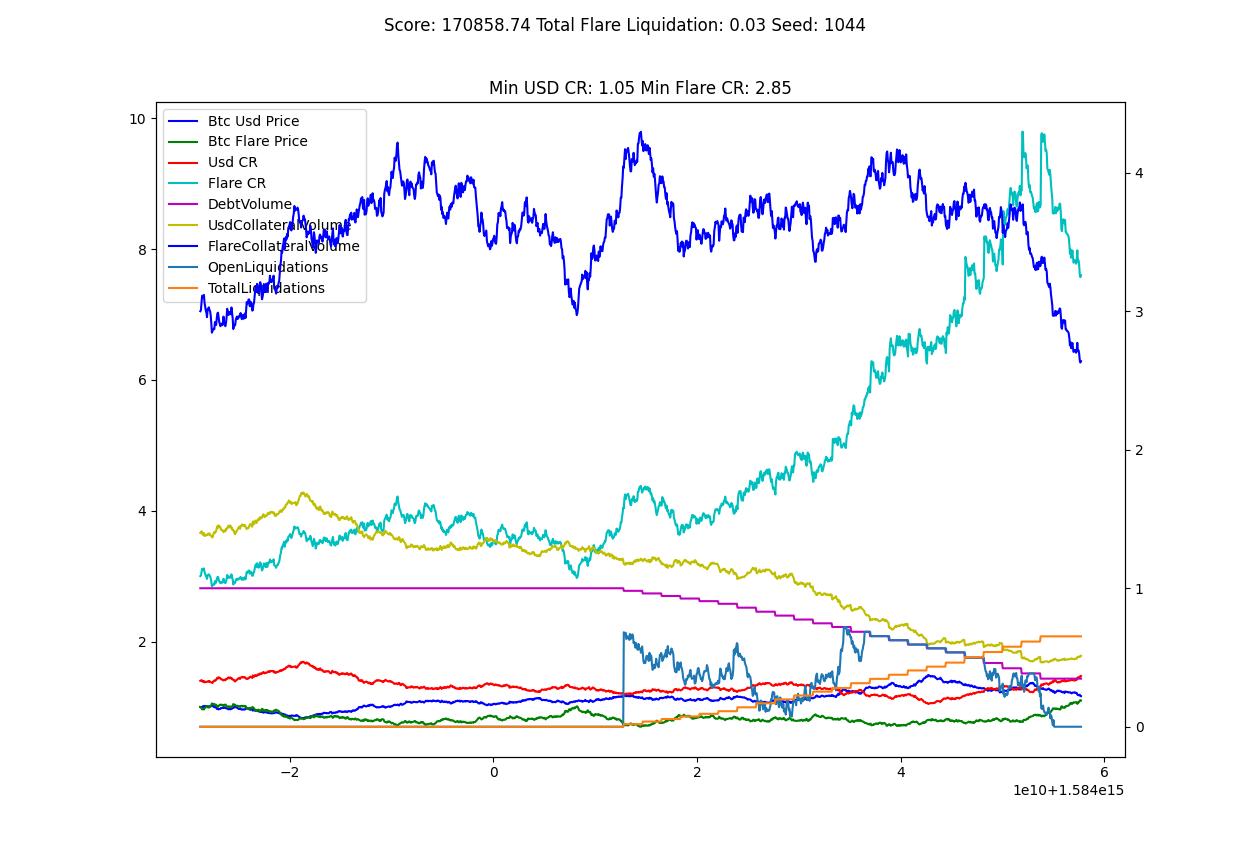 Score: 170858.74 Total Flare Liquidation: 0.03 Seed: 1044
Min USD CR: 1.05 Min Flare CR: 2.85
Btc Usd Price
Btc Flare Price
Usd CR
Flare CR
DebtVolume
UsdCollateralVolume
FlareCollateralVolume
OpenLiquidations
TotalLiquidations
10
8
6
4
2
4
3
2
1
0
−2
0
2
4
6
1e10+1.584e15